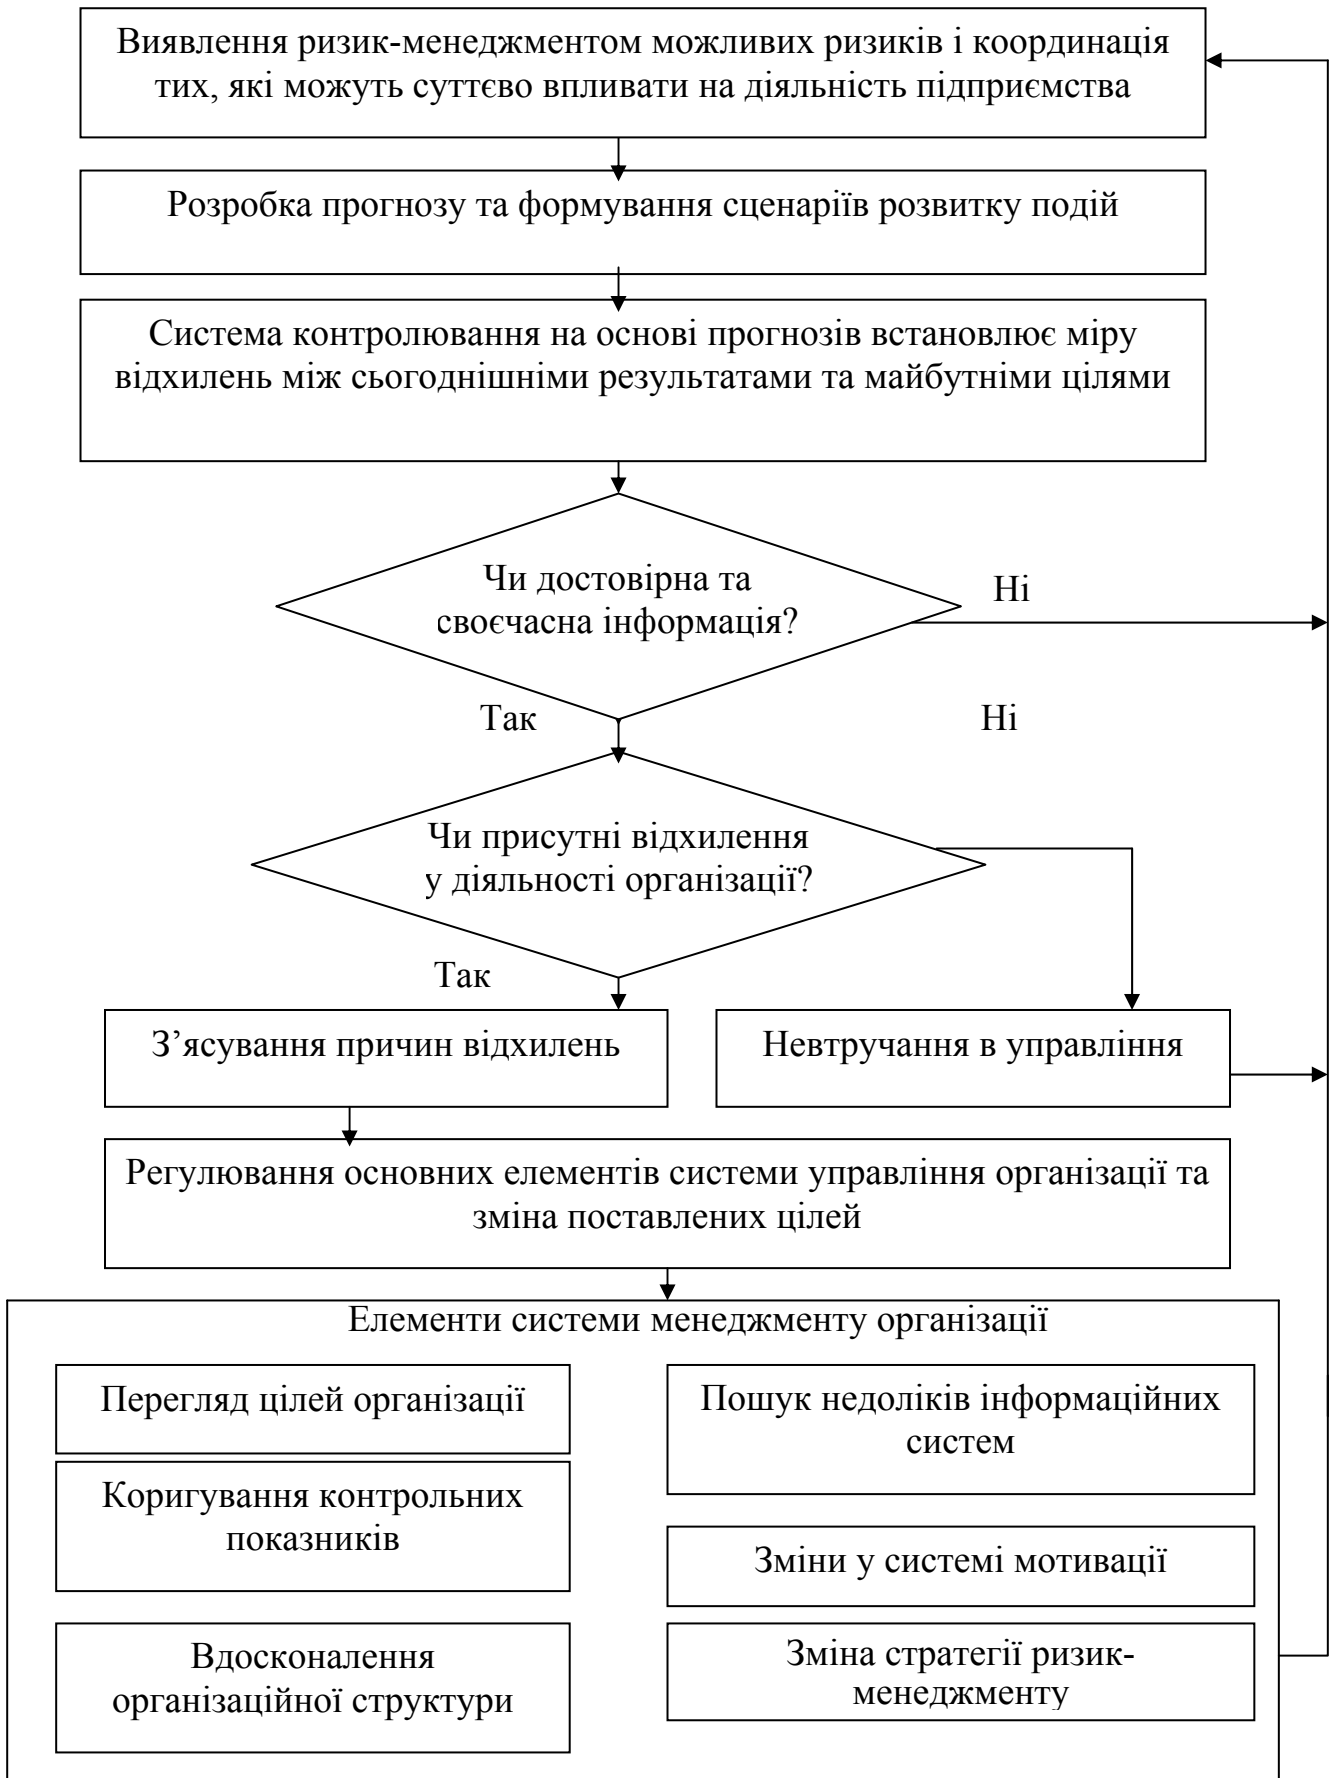 Виявлення ризик-менеджментом можливих ризиків і координація
тих, які можуть суттєво впливати на діяльність підприємства
Розробка прогнозу та формування сценаріїв розвитку подій
Система контролювання на основі прогнозів встановлює міру
відхилень між сьогоднішніми результатами та майбутніми цілями
Чи достовірна та
своєчасна інформація?
Ні
Так
Ні
Чи присутні відхилення
у діяльності організації?
Так
З’ясування причин відхилень
Невтручання в управління
Регулювання основних елементів системи управління організації та
зміна поставлених цілей
Елементи системи менеджменту організації
Перегляд цілей організації
Коригування контрольних
показників
Вдосконалення
організаційної структури
Пошук недоліків інформаційних
систем
Зміни у системі мотивації
Зміна стратегії ризик-
менеджменту